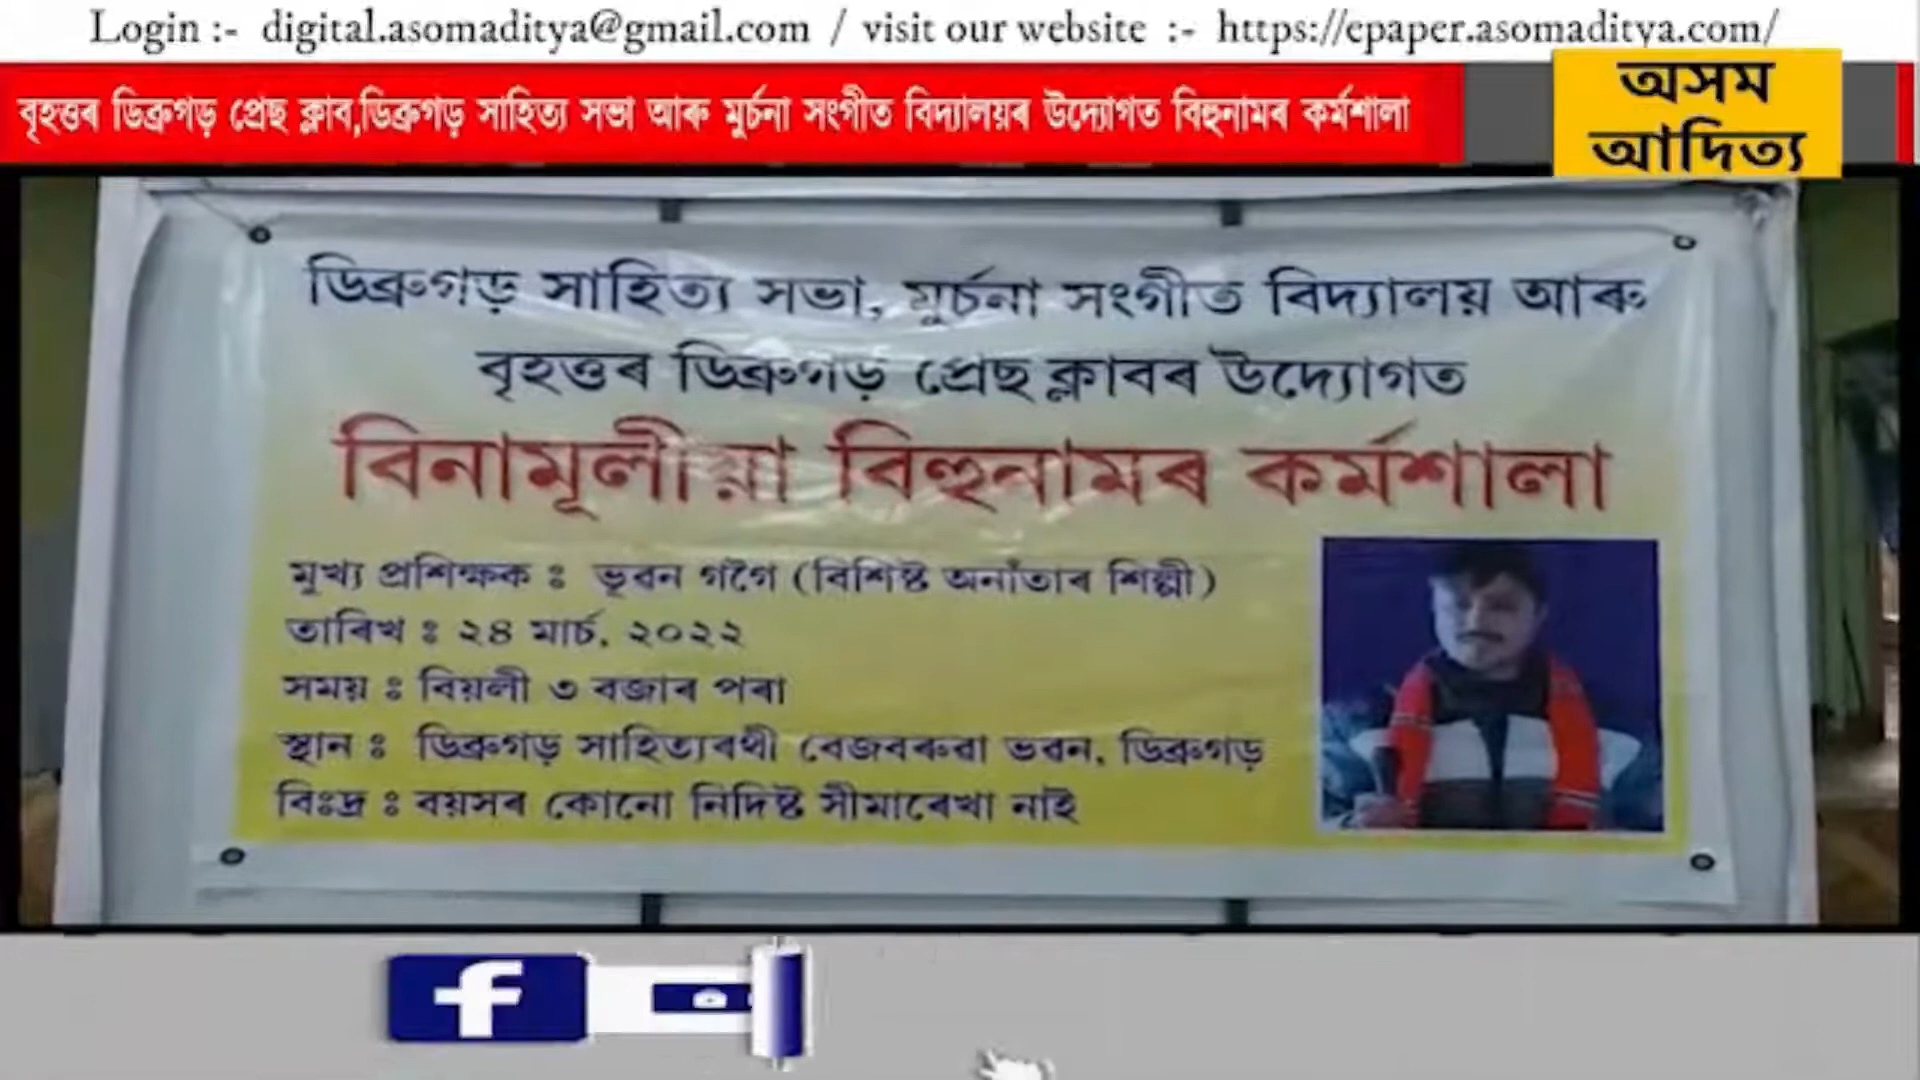 Login :- digital.asomaditya@gmail.com / visit our website :- https://epaper.asomaditya.com/
বৃহত্তৰ ডিব্ৰুগড় প্ৰেছ ক্লাব,ডিব্ৰুগড় সাহিত্য সভা আৰু মুৰ্চনা সংগীত বিদ্যালয়ৰ উদ্যোগত বিহুনামৰ কৰ্মশালা
অসম
আদিত্য
ডিব্ৰুগড় সাহিত্য সভা, মুৰ্চনা সংগীত বিদ্যালয় আৰু
বৃহত্তৰ ডিব্ৰুগড় প্ৰেছ ক্লাবৰ উদ্যোগত
বিনামূলীয়া বিহুনামৰ কৰ্মশালা
মুখ্য প্ৰশিক্ষক ঃ ভূৱন গগৈ (বিশিষ্ট অনাঁতাৰ শিল্পী)
তাৰিখ ঃ ২৪ মাৰ্চ, ২০২২
সময় ঃ বিয়লী ৩ বজাৰ পৰা
স্থান ঃ ডিব্ৰুগড় সাহিত্যৰথী বেজবৰুৱা ভৱন, ডিব্ৰুগড়
বিঃদ্ৰ ঃ বয়সৰ কোনো নিদিষ্ট সীমাৰেখা নাই